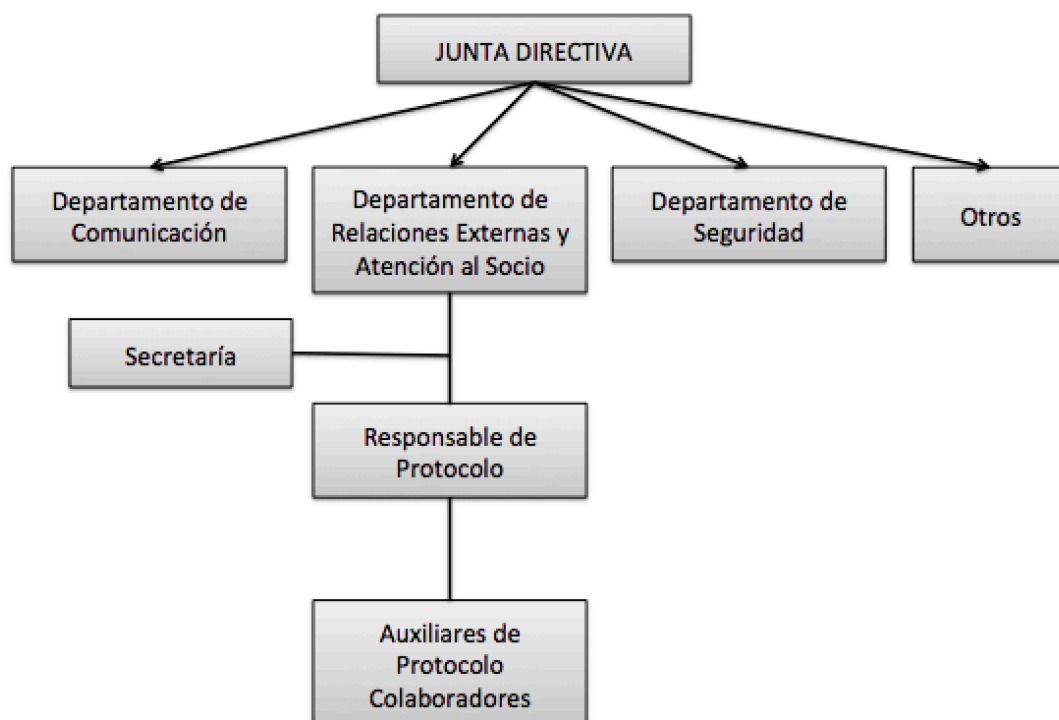 JUNTA DIRECTIVA
Departamento de
Comunicación
Departamento de
Relaciones Externas y
Atención al Socio
Departamento de
Seguridad
Otros
Secretaría
Responsable de
Protocolo
Auxiliares de
Protocolo
Colaboradores